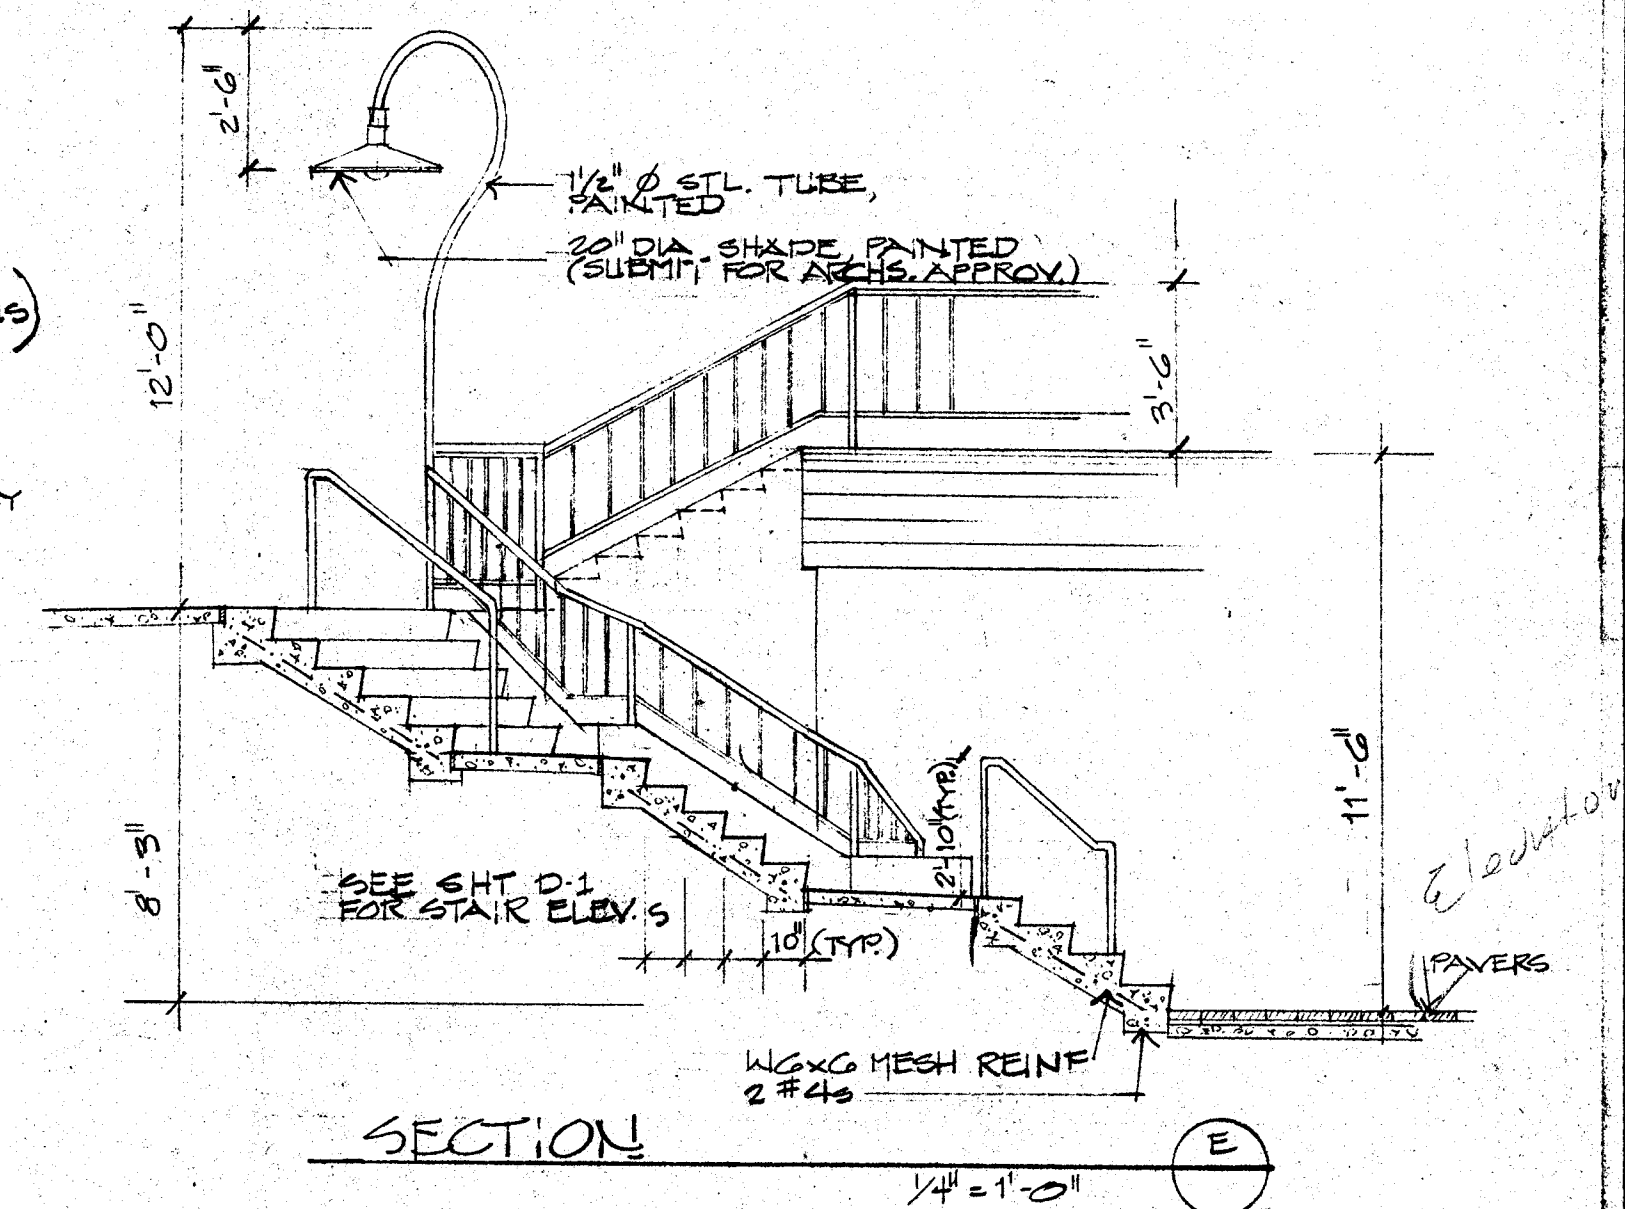 2'-6"
1 1/2" Ø STL. TUBE,
PAINTED
20" DIA. SHADE, PAINTED
(SUBMIT FOR ARCHS. APPROV.)
12'-0"
3'-6"
8'-3"
11'-6"
2'-10" (TYP.)
SEE SHT D-1
FOR STAIR ELEV.S
10" (TYP.)
PAVERS
W6x6 MESH REINF
2 #4s
SECTION
E
1/4" = 1'-0"